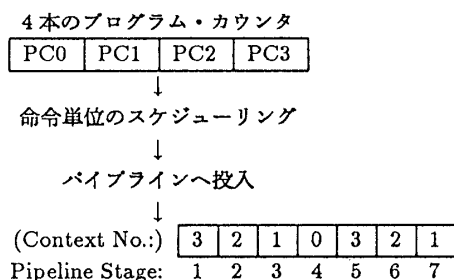 4本のプログラム・カウンタ
PC0 PC1 PC2 PC3
↓
命令単位のスケジューリング
↓
パイプラインへ投入
↓
(Context No.:) 3 2 1 0 3 2 1
Pipeline Stage: 1 2 3 4 5 6 7